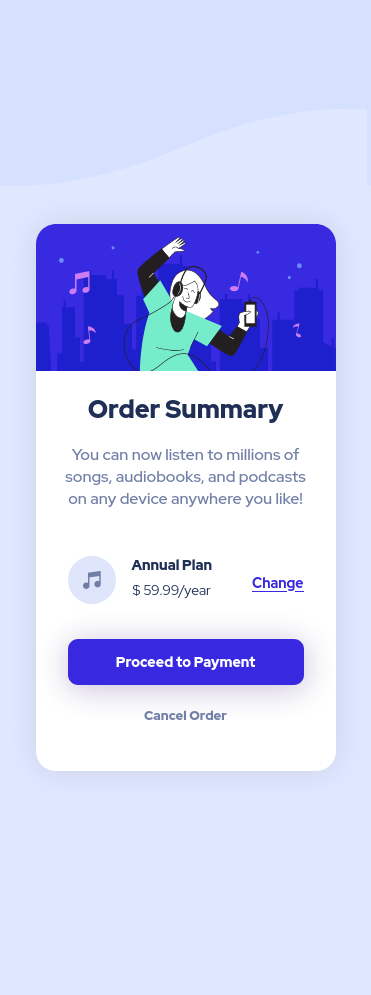 Order Summary
You can now listen to millions of
songs, audiobooks, and podcasts
on any device anywhere you like!
Annual Plan
$ 59.99/year
Change
Proceed to Payment
Cancel Order